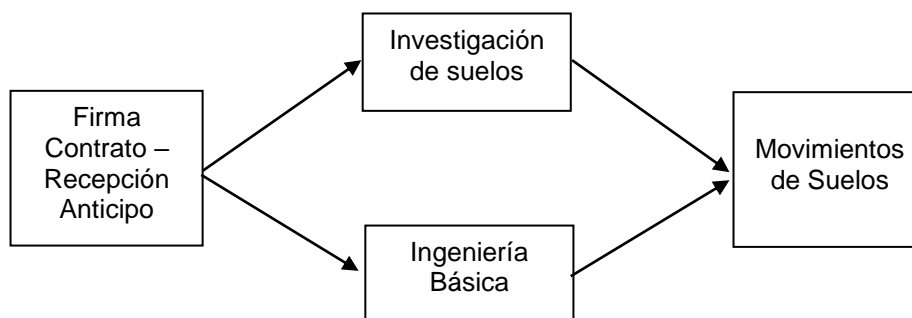 Firma
Contrato –
Recepción
Anticipo
Investigación
de suelos
Ingeniería
Básica
Movimientos
de Suelos